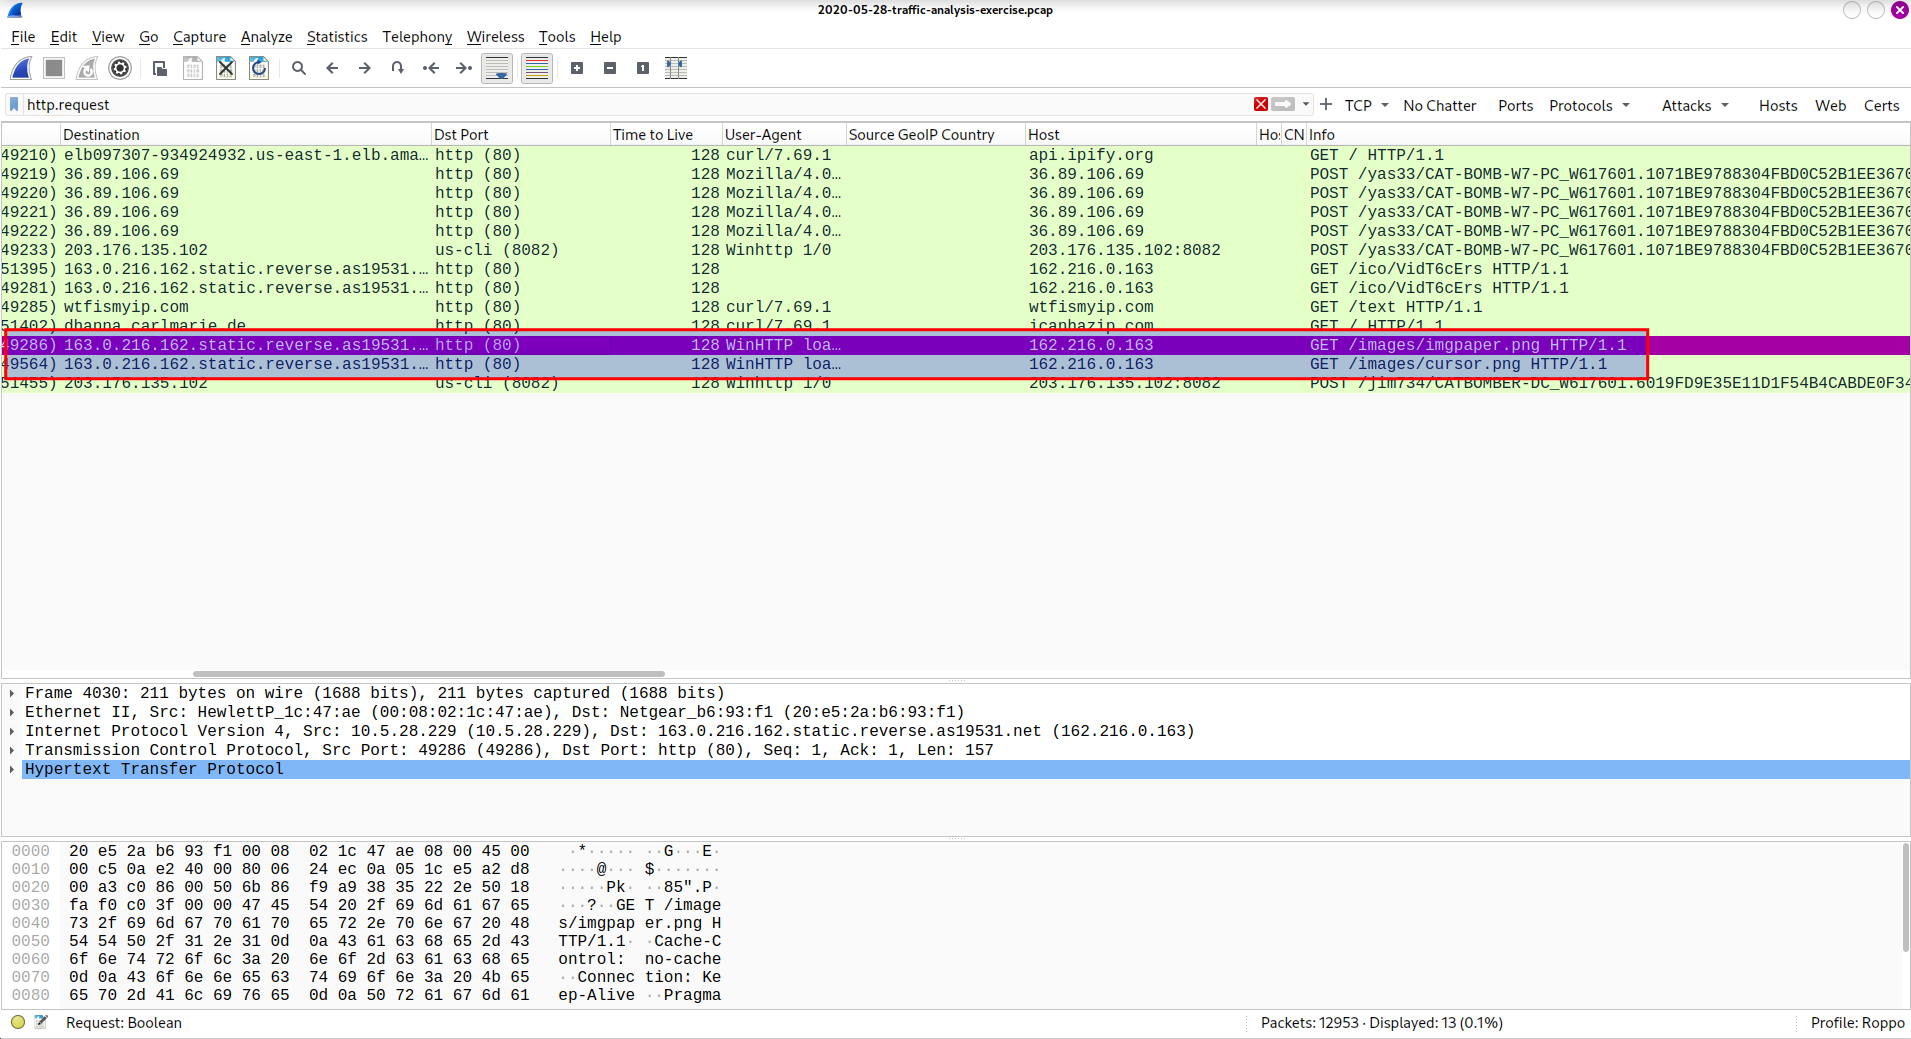 2020-05-28-traffic-analysis-exercise.pcap
File Edit View Go Capture Analyze Statistics Telephony Wireless Tools Help
http.request TCP No Chatter Ports Protocols Attacks Hosts Web Certs
Destination Dst Port Time to Live User-Agent Source GeoIP Country Host Ho: CN Info
49210) elb097307-934924932.us-east-1.elb.ama… http (80) 128 curl/7.69.1 api.ipify.org GET / HTTP/1.1
49219) 36.89.106.69 http (80) 128 Mozilla/4.0… 36.89.106.69 POST /yas33/CAT-BOMB-W7-PC_W617601.1071BE9788304FBD0C52B1EE3670
49220) 36.89.106.69 http (80) 128 Mozilla/4.0… 36.89.106.69 POST /yas33/CAT-BOMB-W7-PC_W617601.1071BE9788304FBD0C52B1EE3670
49221) 36.89.106.69 http (80) 128 Mozilla/4.0… 36.89.106.69 POST /yas33/CAT-BOMB-W7-PC_W617601.1071BE9788304FBD0C52B1EE3670
49222) 36.89.106.69 http (80) 128 Mozilla/4.0… 36.89.106.69 POST /yas33/CAT-BOMB-W7-PC_W617601.1071BE9788304FBD0C52B1EE3670
49233) 203.176.135.102 us-cli (8082) 128 Winhttp 1/0 203.176.135.102:8082 POST /yas33/CAT-BOMB-W7-PC_W617601.1071BE9788304FBD0C52B1EE3670
51395) 163.0.216.162.static.reverse.as19531.… http (80) 128 162.216.0.163 GET /ico/VidT6cErs HTTP/1.1
49281) 163.0.216.162.static.reverse.as19531.… http (80) 128 162.216.0.163 GET /ico/VidT6cErs HTTP/1.1
49285) wtfismyip.com http (80) 128 curl/7.69.1 wtfismyip.com GET /text HTTP/1.1
51402) dhanna.carlmarie.de http (80) 128 curl/7.69.1 icanhazip.com GET / HTTP/1.1
49286) 163.0.216.162.static.reverse.as19531.… http (80) 128 WinHTTP loa… 162.216.0.163 GET /images/imgpaper.png HTTP/1.1
49564) 163.0.216.162.static.reverse.as19531.… http (80) 128 WinHTTP loa… 162.216.0.163 GET /images/cursor.png HTTP/1.1
51455) 203.176.135.102 us-cli (8082) 128 Winhttp 1/0 203.176.135.102:8082 POST /jim734/CATBOMBER-DC_W617601.6019FD9E35E11D1F54B4CABDE0F34
Frame 4030: 211 bytes on wire (1688 bits), 211 bytes captured (1688 bits)
Ethernet II, Src: HewlettP_1c:47:ae (00:08:02:1c:47:ae), Dst: Netgear_b6:93:f1 (20:e5:2a:b6:93:f1)
Internet Protocol Version 4, Src: 10.5.28.229 (10.5.28.229), Dst: 163.0.216.162.static.reverse.as19531.net (162.216.0.163)
Transmission Control Protocol, Src Port: 49286 (49286), Dst Port: http (80), Seq: 1, Ack: 1, Len: 157
Hypertext Transfer Protocol
0000 20 e5 2a b6 93 f1 00 08 02 1c 47 ae 08 00 45 00 ·*····· ··G···E·
0010 00 c5 0a e2 40 00 80 06 24 ec 0a 05 1c e5 a2 d8 ····@··· $·······
0020 00 a3 c0 86 00 50 6b 86 f9 a9 38 35 22 2e 50 18 ·····Pk· ··85".P·
0030 fa f0 c0 3f 00 00 47 45 54 20 2f 69 6d 61 67 65 ···?··GE T /image
0040 73 2f 69 6d 67 70 61 70 65 72 2e 70 6e 67 20 48 s/imgpap er.png H
0050 54 54 50 2f 31 2e 31 0d 0a 43 61 63 68 65 2d 43 TTP/1.1· ·Cache-C
0060 6f 6e 74 72 6f 6c 3a 20 6e 6f 2d 63 61 63 68 65 ontrol: no-cache
0070 0d 0a 43 6f 6e 6e 65 63 74 69 6f 6e 3a 20 4b 65 ··Connec tion: Ke
0080 65 70 2d 41 6c 69 76 65 0d 0a 50 72 61 67 6d 61 ep-Alive ··Pragma
Request: Boolean Packets: 12953 · Displayed: 13 (0.1%) Profile: Roppo